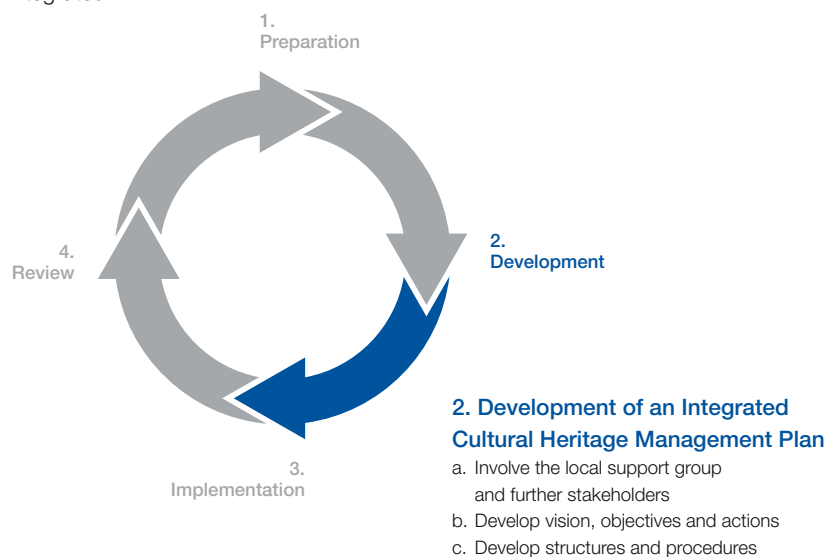 1.
Preparation
2.
Development
4.
Review
2. Development of an Integrated
Cultural Heritage Management Plan
a. Involve the local support group
and further stakeholders
b. Develop vision, objectives and actions
c. Develop structures and procedures
3.
Implementation